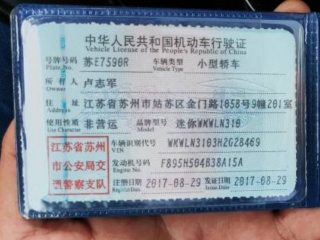 中华人民共和国机动车行驶证
Vehicle License of the People's Republic of China
号牌号码 苏E7590R 车辆类型 小型轿车
Plate No. Vehicle Type
所有人 卢志军
Owner
住址 江苏省苏州市姑苏区金门路1058号9幢201室
Address
使用性质 非营运 品牌型号 迷你WKWLN310
Use Character Model
江苏省苏州市公安局交通警察支队
车辆识别代号 WKWLN3103H2G28469
VIN
发动机号码 F895H504B38A15A
Engine No.
注册日期 2017-08-29 发证日期 2017-08-29
Register Date Issue Date